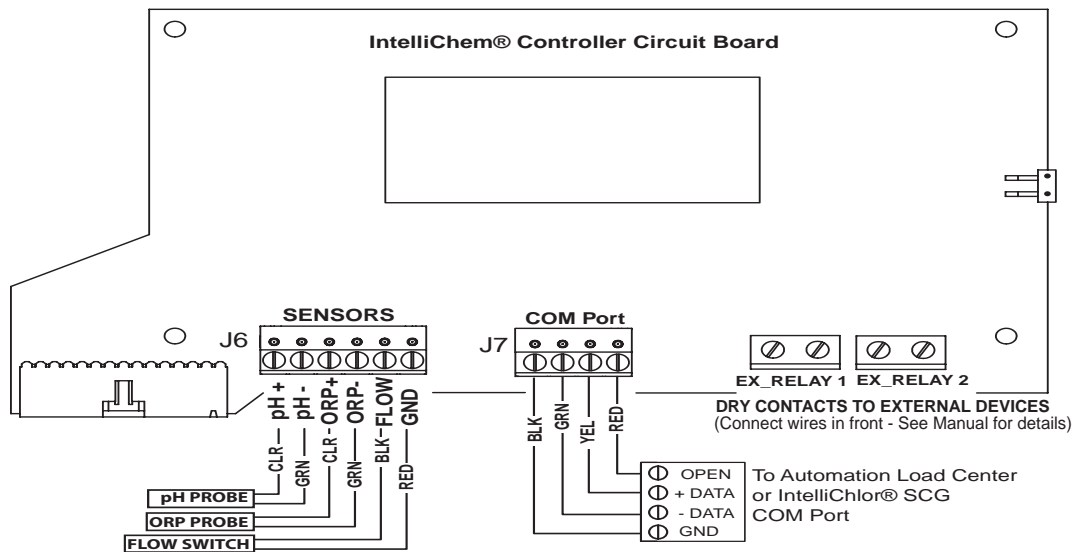 IntelliChem® Controller Circuit Board
SENSORS
J6
pH +
pH -
ORP+
ORP-
FLOW
GND
CLR
GRN
CLR
GRN
BLK
RED
pH PROBE
ORP PROBE
FLOW SWITCH
COM Port
J7
BLK
GRN
YEL
RED
OPEN
+ DATA
- DATA
GND
To Automation Load Center
or IntelliChlor® SCG
COM Port
EX_RELAY 1
EX_RELAY 2
DRY CONTACTS TO EXTERNAL DEVICES
(Connect wires in front - See Manual for details)